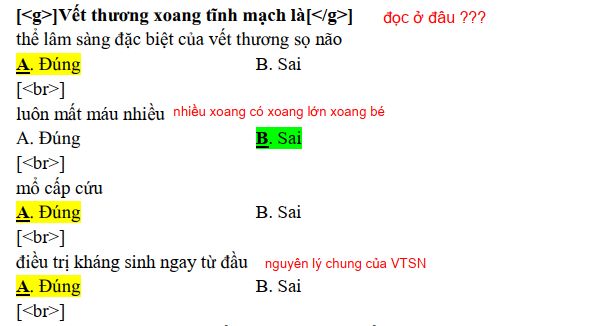 [<g>]Vết thương xoang tĩnh mạch là[</g>] đọc ở đâu ???
thể lâm sàng đặc biệt của vết thương sọ não
A. Đúng B. Sai
[<br>]
luôn mất máu nhiều nhiều xoang có xoang lớn xoang bé
A. Đúng B. Sai
[<br>]
mổ cấp cứu
A. Đúng B. Sai
[<br>]
điều trị kháng sinh ngay từ đầu nguyên lý chung của VTSN
A. Đúng B. Sai
[<br>]